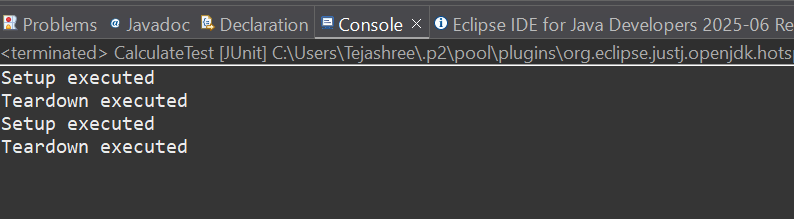 Problems Javadoc Declaration Console Eclipse IDE for Java Developers 2025-06 Re
<terminated> CalculateTest [JUnit] C:\Users\Tejashree\.p2\pool\plugins\org.eclipse.justj.openjdk.hots
Setup executed
Teardown executed
Setup executed
Teardown executed